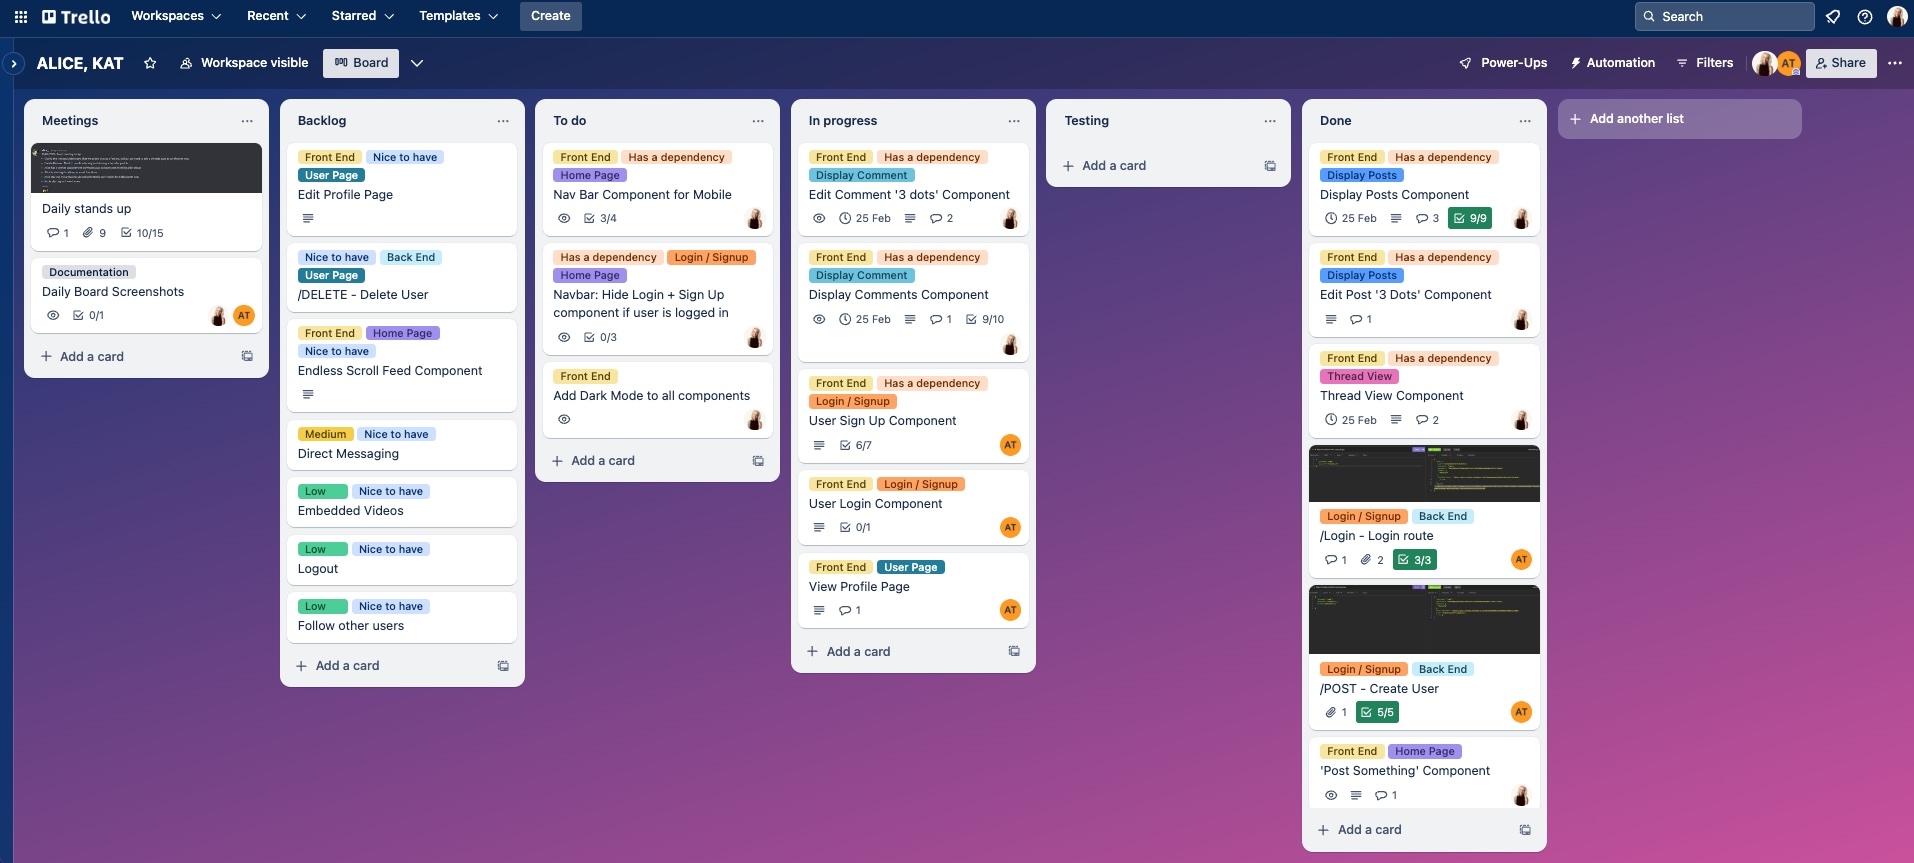 Trello
Workspaces
Recent
Starred
Templates
Create
Search
ALICE, KAT
Workspace visible
Board
Power-Ups
Automation
Filters
AT
Share
Meetings
Daily stands up
1 9 10/15
Documentation
Daily Board Screenshots
0/1 AT
Add a card
Backlog
Front End Nice to have
User Page
Edit Profile Page
Nice to have Back End
User Page
/DELETE - Delete User
Front End Home Page
Nice to have
Endless Scroll Feed Component
Medium Nice to have
Direct Messaging
Low Nice to have
Embedded Videos
Low Nice to have
Logout
Low Nice to have
Follow other users
Add a card
To do
Front End Has a dependency
Home Page
Nav Bar Component for Mobile
3/4
Has a dependency Login / Signup
Home Page
Navbar: Hide Login + Sign Up
component if user is logged in
0/3
Front End
Add Dark Mode to all components
Add a card
In progress
Front End Has a dependency
Display Comment
Edit Comment '3 dots' Component
25 Feb 2
Front End Has a dependency
Display Comment
Display Comments Component
25 Feb 1 9/10
Front End Has a dependency
Login / Signup
User Sign Up Component
6/7 AT
Front End Login / Signup
User Login Component
0/1 AT
Front End User Page
View Profile Page
1 AT
Add a card
Testing
Add a card
Done
Front End Has a dependency
Display Posts
Display Posts Component
25 Feb 3 9/9
Front End Has a dependency
Display Posts
Edit Post '3 Dots' Component
1
Front End Has a dependency
Thread View
Thread View Component
25 Feb 2
Login / Signup Back End
/Login - Login route
1 2 3/3 AT
Login / Signup Back End
/POST - Create User
1 5/5 AT
Front End Home Page
'Post Something' Component
1
Add a card
Add another list